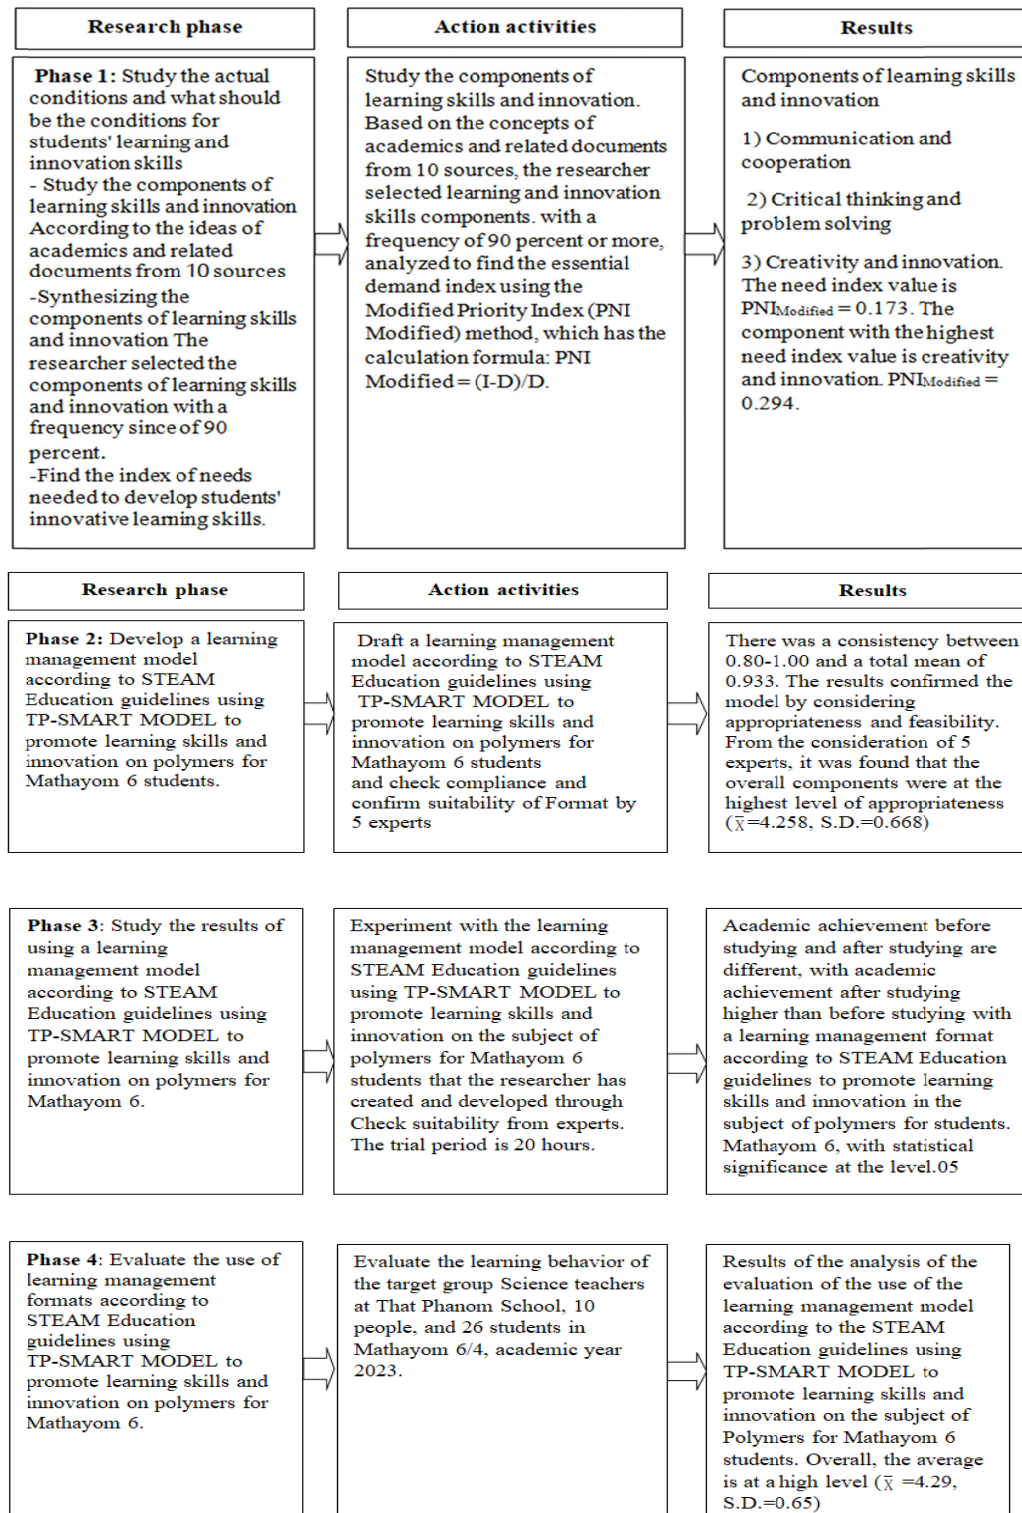 Research phase
Action activities
Results
Phase 1: Study the actual
conditions and what should
be the conditions for
students' learning and
innovation skills
- Study the components of
learning skills and innovation
According to the ideas of
academics and related
documents from 10 sources
-Synthesizing the
components of learning skills
and innovation The
researcher selected the
components of learning skills
and innovation with a
frequency since of 90
percent.
-Find the index of needs
needed to develop students'
innovative learning skills.
Study the components of
learning skills and innovation.
Based on the concepts of
academics and related documents
from 10 sources, the researcher
selected learning and innovation
skills components. with a
frequency of 90 percent or more,
analyzed to find the essential
demand index using the
Modified Priority Index (PNI
Modified) method, which has the
calculation formula: PNI
Modified = (I-D)/D.
Components of learning skills
and innovation
1) Communication and
cooperation
2) Critical thinking and
problem solving
3) Creativity and innovation.
The need index value is
PNIModified = 0.173. The
component with the highest
need index value is creativity
and innovation. PNIModified =
0.294.
Research phase
Action activities
Results
Phase 2: Develop a learning
management model
according to STEAM
Education guidelines using
TP-SMART MODEL to
promote learning skills and
innovation on polymers for
Mathayom 6 students.
Draft a learning management
model according to STEAM
Education guidelines using
TP-SMART MODEL to
promote learning skills and
innovation on polymers for
Mathayom 6 students
and check compliance and
confirm suitability of Format by
5 experts
There was a consistency between
0.80-1.00 and a total mean of
0.933. The results confirmed the
model by considering
appropriateness and feasibility.
From the consideration of 5
experts, it was found that the
overall components were at the
highest level of appropriateness
(x̄=4.258, S.D.=0.668)
Phase 3: Study the results of
using a learning
management model
according to STEAM
Education guidelines using
TP-SMART MODEL to
promote learning skills and
innovation on polymers for
Mathayom 6.
Experiment with the learning
management model according to
STEAM Education guidelines
using TP-SMART MODEL to
promote learning skills and
innovation on the subject of
polymers for Mathayom 6
students that the researcher has
created and developed through
Check suitability from experts.
The trial period is 20 hours.
Academic achievement before
studying and after studying are
different, with academic
achievement after studying
higher than before studying with
a learning management format
according to STEAM Education
guidelines to promote learning
skills and innovation in the
subject of polymers for students.
Mathayom 6, with statistical
significance at the level.05
Phase 4: Evaluate the use of
learning management
formats according to
STEAM Education
guidelines using
TP-SMART MODEL to
promote learning skills and
innovation on polymers for
Mathayom 6.
Evaluate the learning behavior of
the target group Science teachers
at That Phanom School, 10
people, and 26 students in
Mathayom 6/4, academic year
2023.
Results of the analysis of the
evaluation of the use of the
learning management model
according to the STEAM
Education guidelines using
TP-SMART MODEL to
promote learning skills and
innovation on the subject of
Polymers for Mathayom 6
students. Overall, the average
is at a high level (x̄ =4.29,
S.D.=0.65)